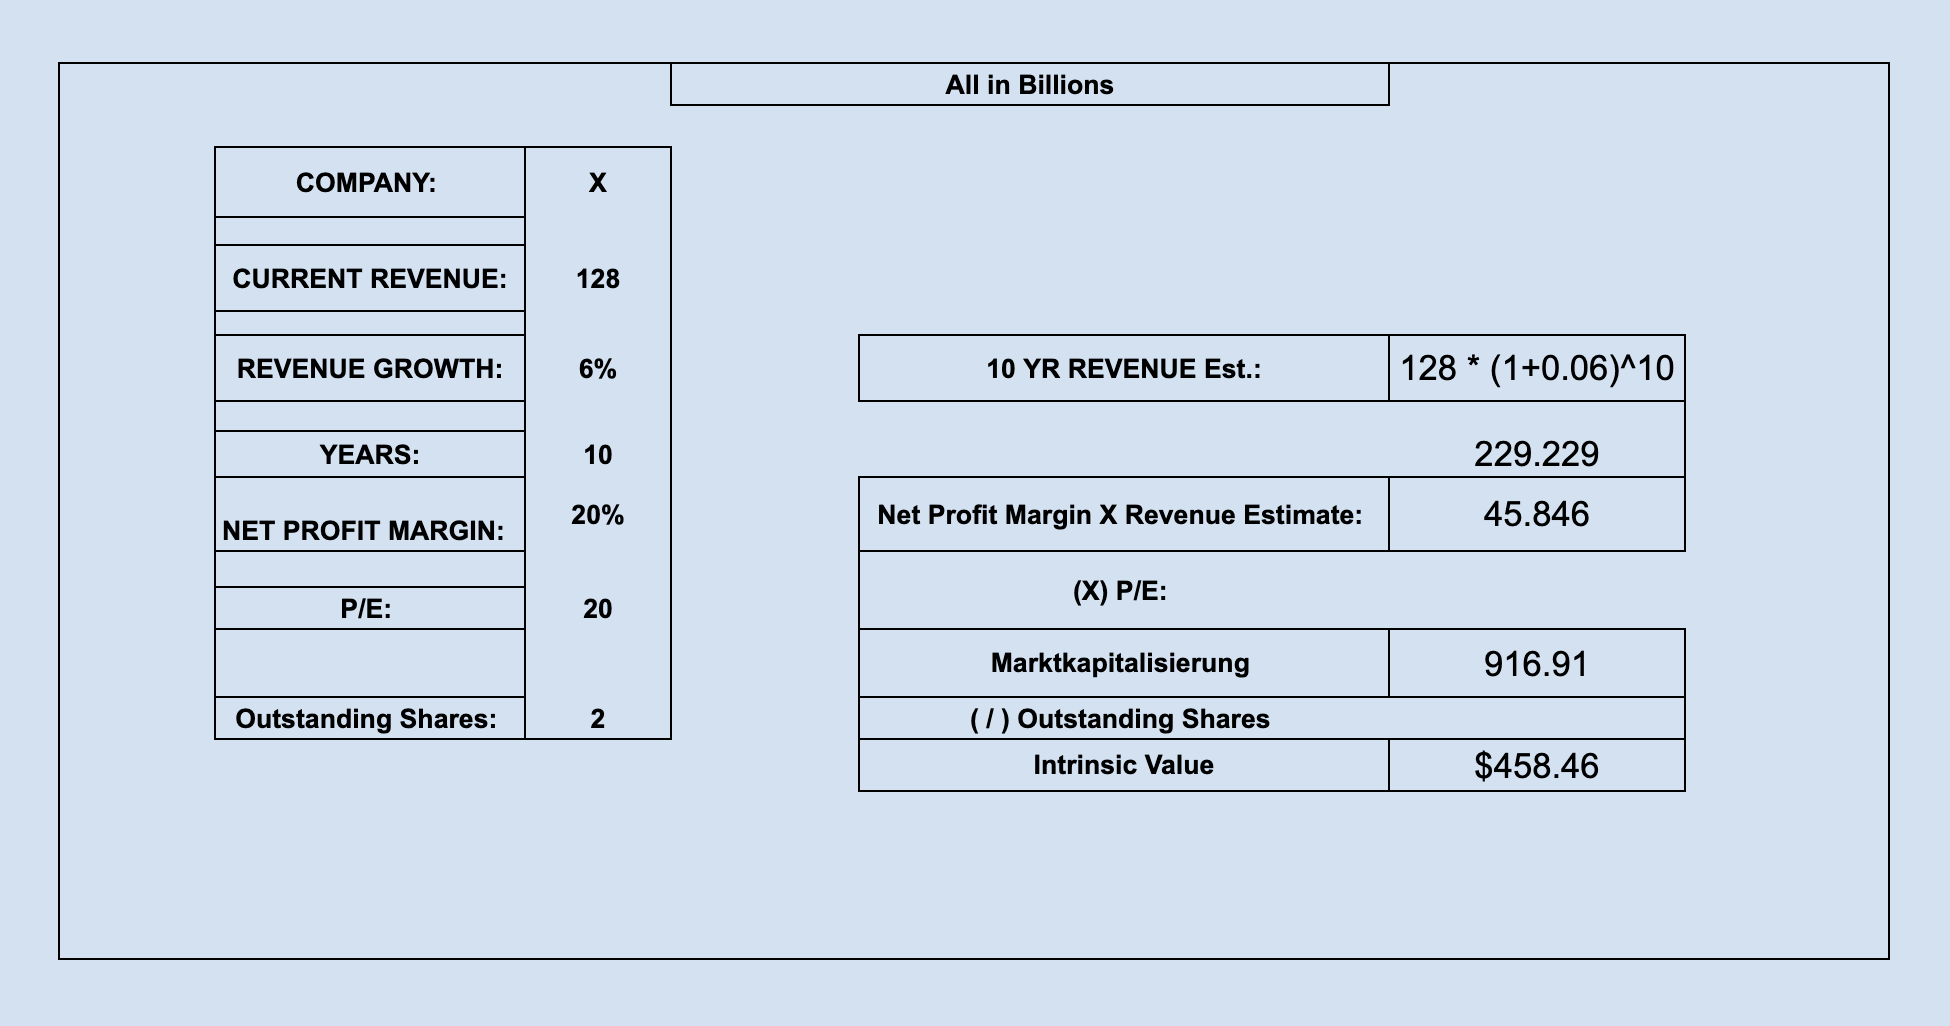 All in Billions
COMPANY: X
CURRENT REVENUE: 128
REVENUE GROWTH: 6%
10 YR REVENUE Est.: 128 * (1+0.06)^10
YEARS: 10
229.229
NET PROFIT MARGIN: 20%
Net Profit Margin X Revenue Estimate: 45.846
(X) P/E:
P/E: 20
Marktkapitalisierung 916.91
Outstanding Shares: 2
( / ) Outstanding Shares
Intrinsic Value $458.46